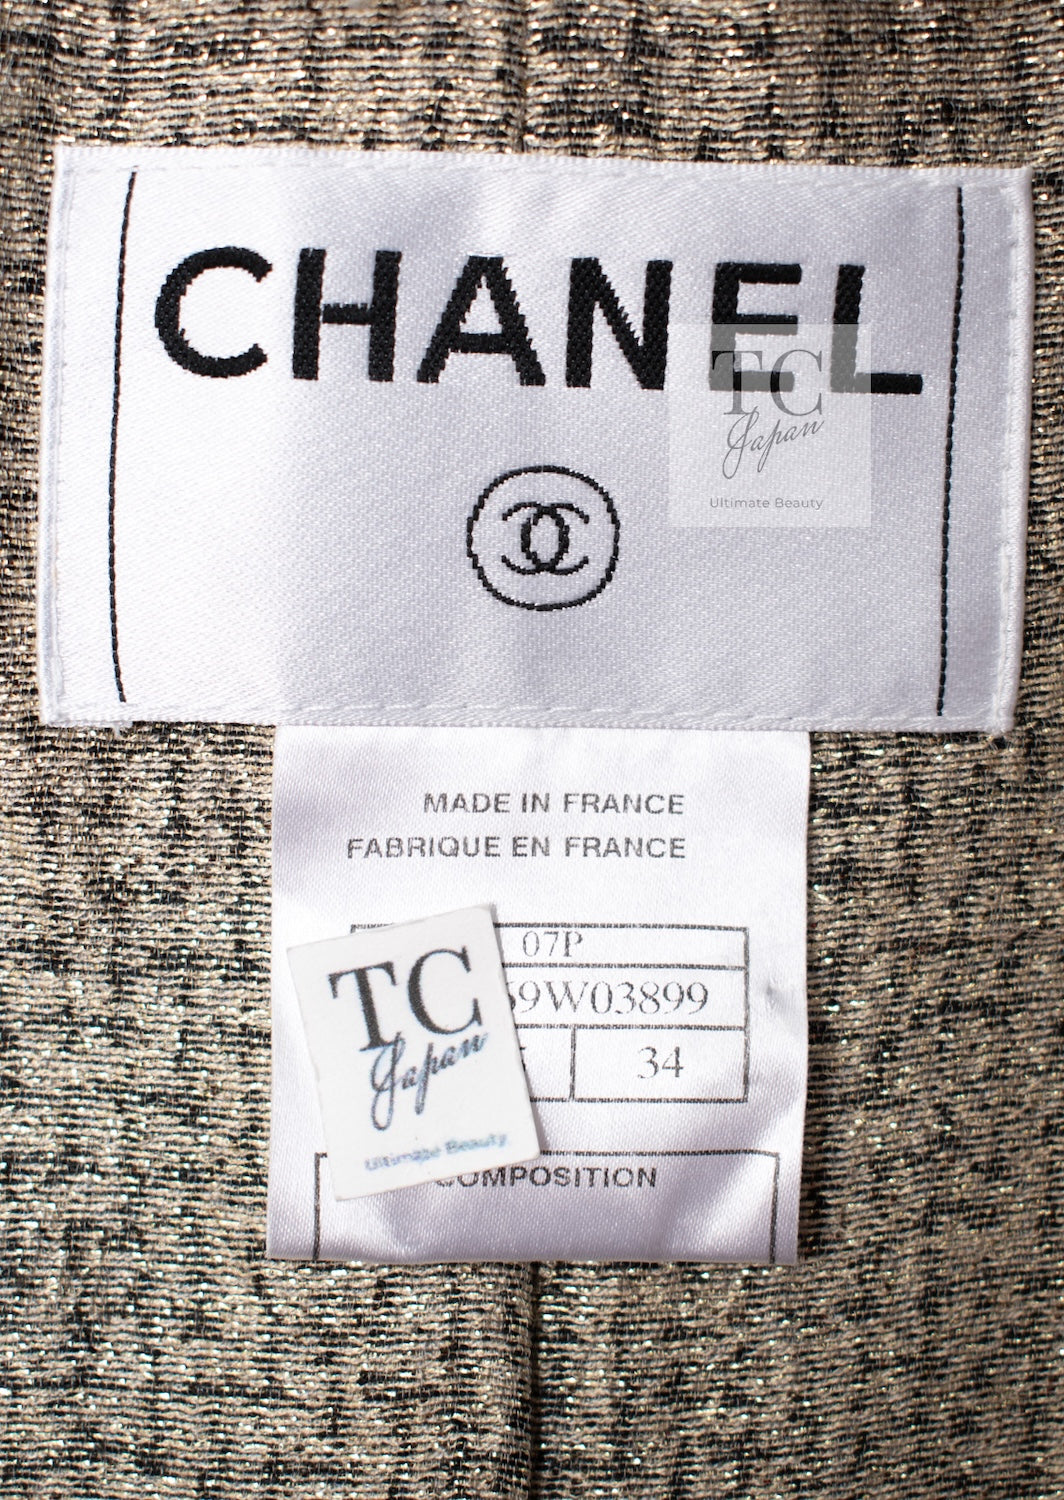 CHANEL
TC
Japan
Ultimate Beauty
MADE IN FRANCE
FABRIQUE EN FRANCE
07P
59W03899
34
TC
Japan
Ultimate Beauty
COMPOSITION